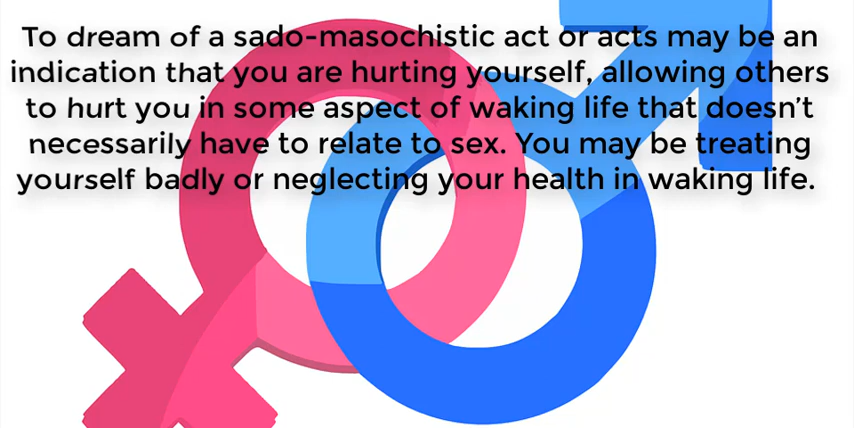 To dream of a sado-masochistic act or acts may be an
indication that you are hurting yourself, allowing others
to hurt you in some aspect of waking life that doesn’t
necessarily have to relate to sex. You may be treating
yourself badly or neglecting your health in waking life.